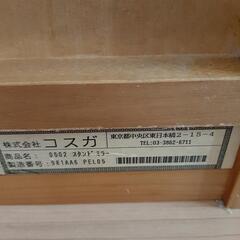 株式会社 コスガ
東京都中央区東日本橋2-15-4
TEL:03-3862-6711
商品名: 0502 スタンドミラー
製造番号: 9E1AA6 PEL05